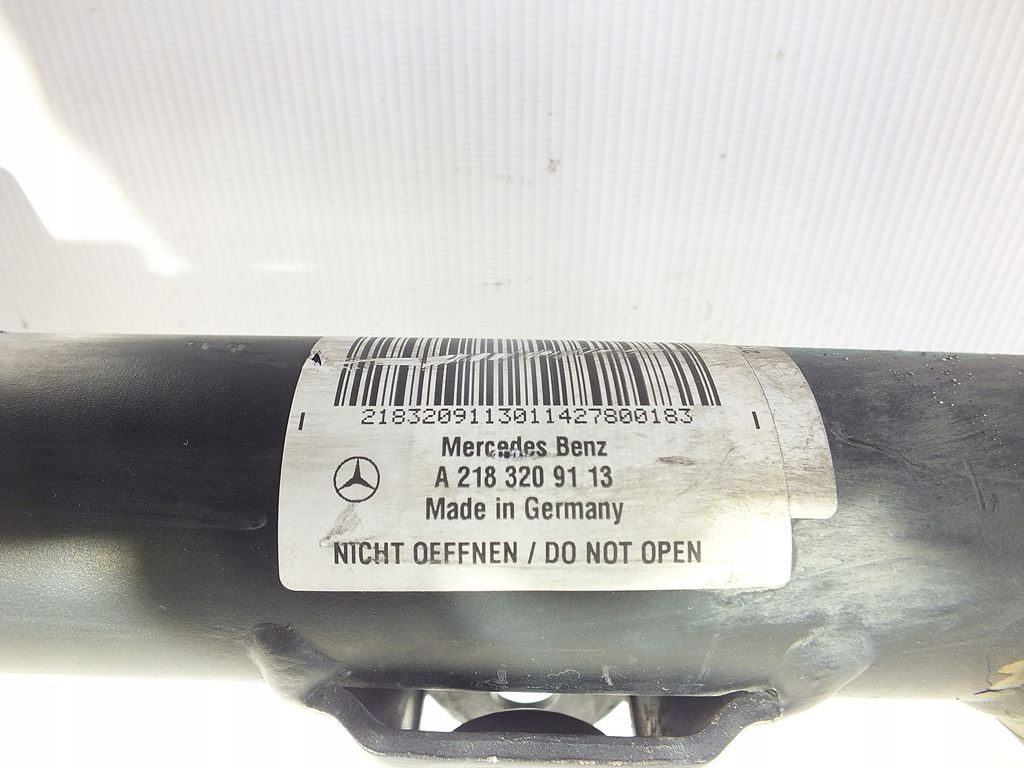 2183209113011427800183
Mercedes Benz
A 218 320 91 13
Made in Germany
NICHT OEFFNEN / DO NOT OPEN